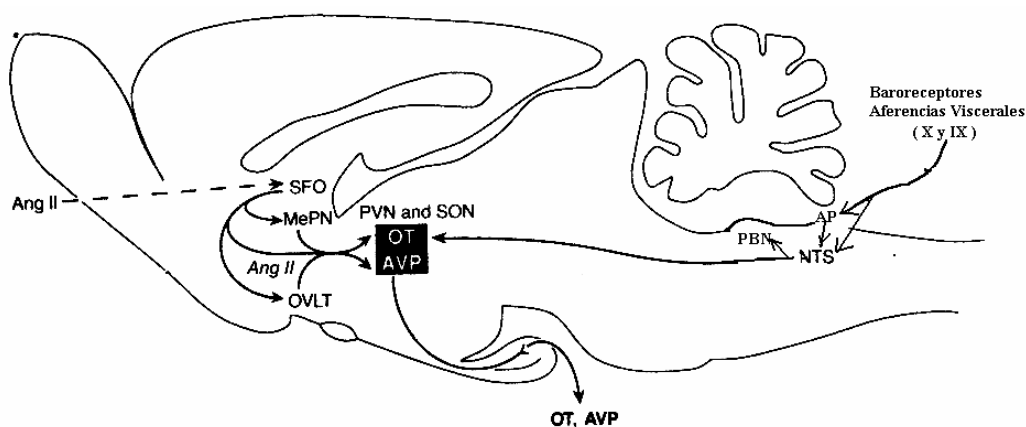 Baroreceptores
Aferencias Viscerales
( X y IX )
Ang II
SFO
MePN
PVN and SON
OT
AVP
Ang II
OVLT
AP
PBN
NTS
OT, AVP